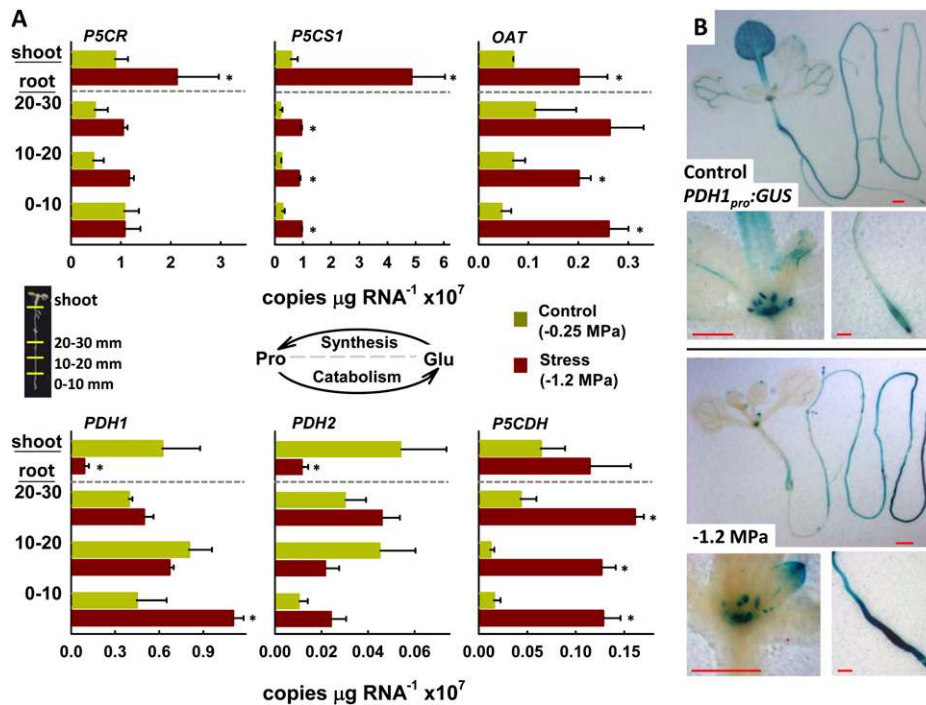 A
P5CR P5CS1 OAT
shoot
root
20-30
10-20
0-10
*
*
*
*
*
*
*
*
*
0 1 2 3
0 1 2 3 4 5 6
0.0 0.1 0.2 0.3
copies µg RNA⁻¹ x10⁷
shoot
20-30 mm
10-20 mm
0-10 mm
Synthesis
Pro Glu
Catabolism
Control
(-0.25 MPa)
Stress
(-1.2 MPa)
PDH1 PDH2 P5CDH
shoot
root
20-30
10-20
0-10
*
*
*
*
*
*
0.0 0.3 0.6 0.9
0.00 0.02 0.04 0.06
0.00 0.05 0.10 0.15
copies µg RNA⁻¹ x10⁷
B
Control
PDH1pro:GUS
-1.2 MPa